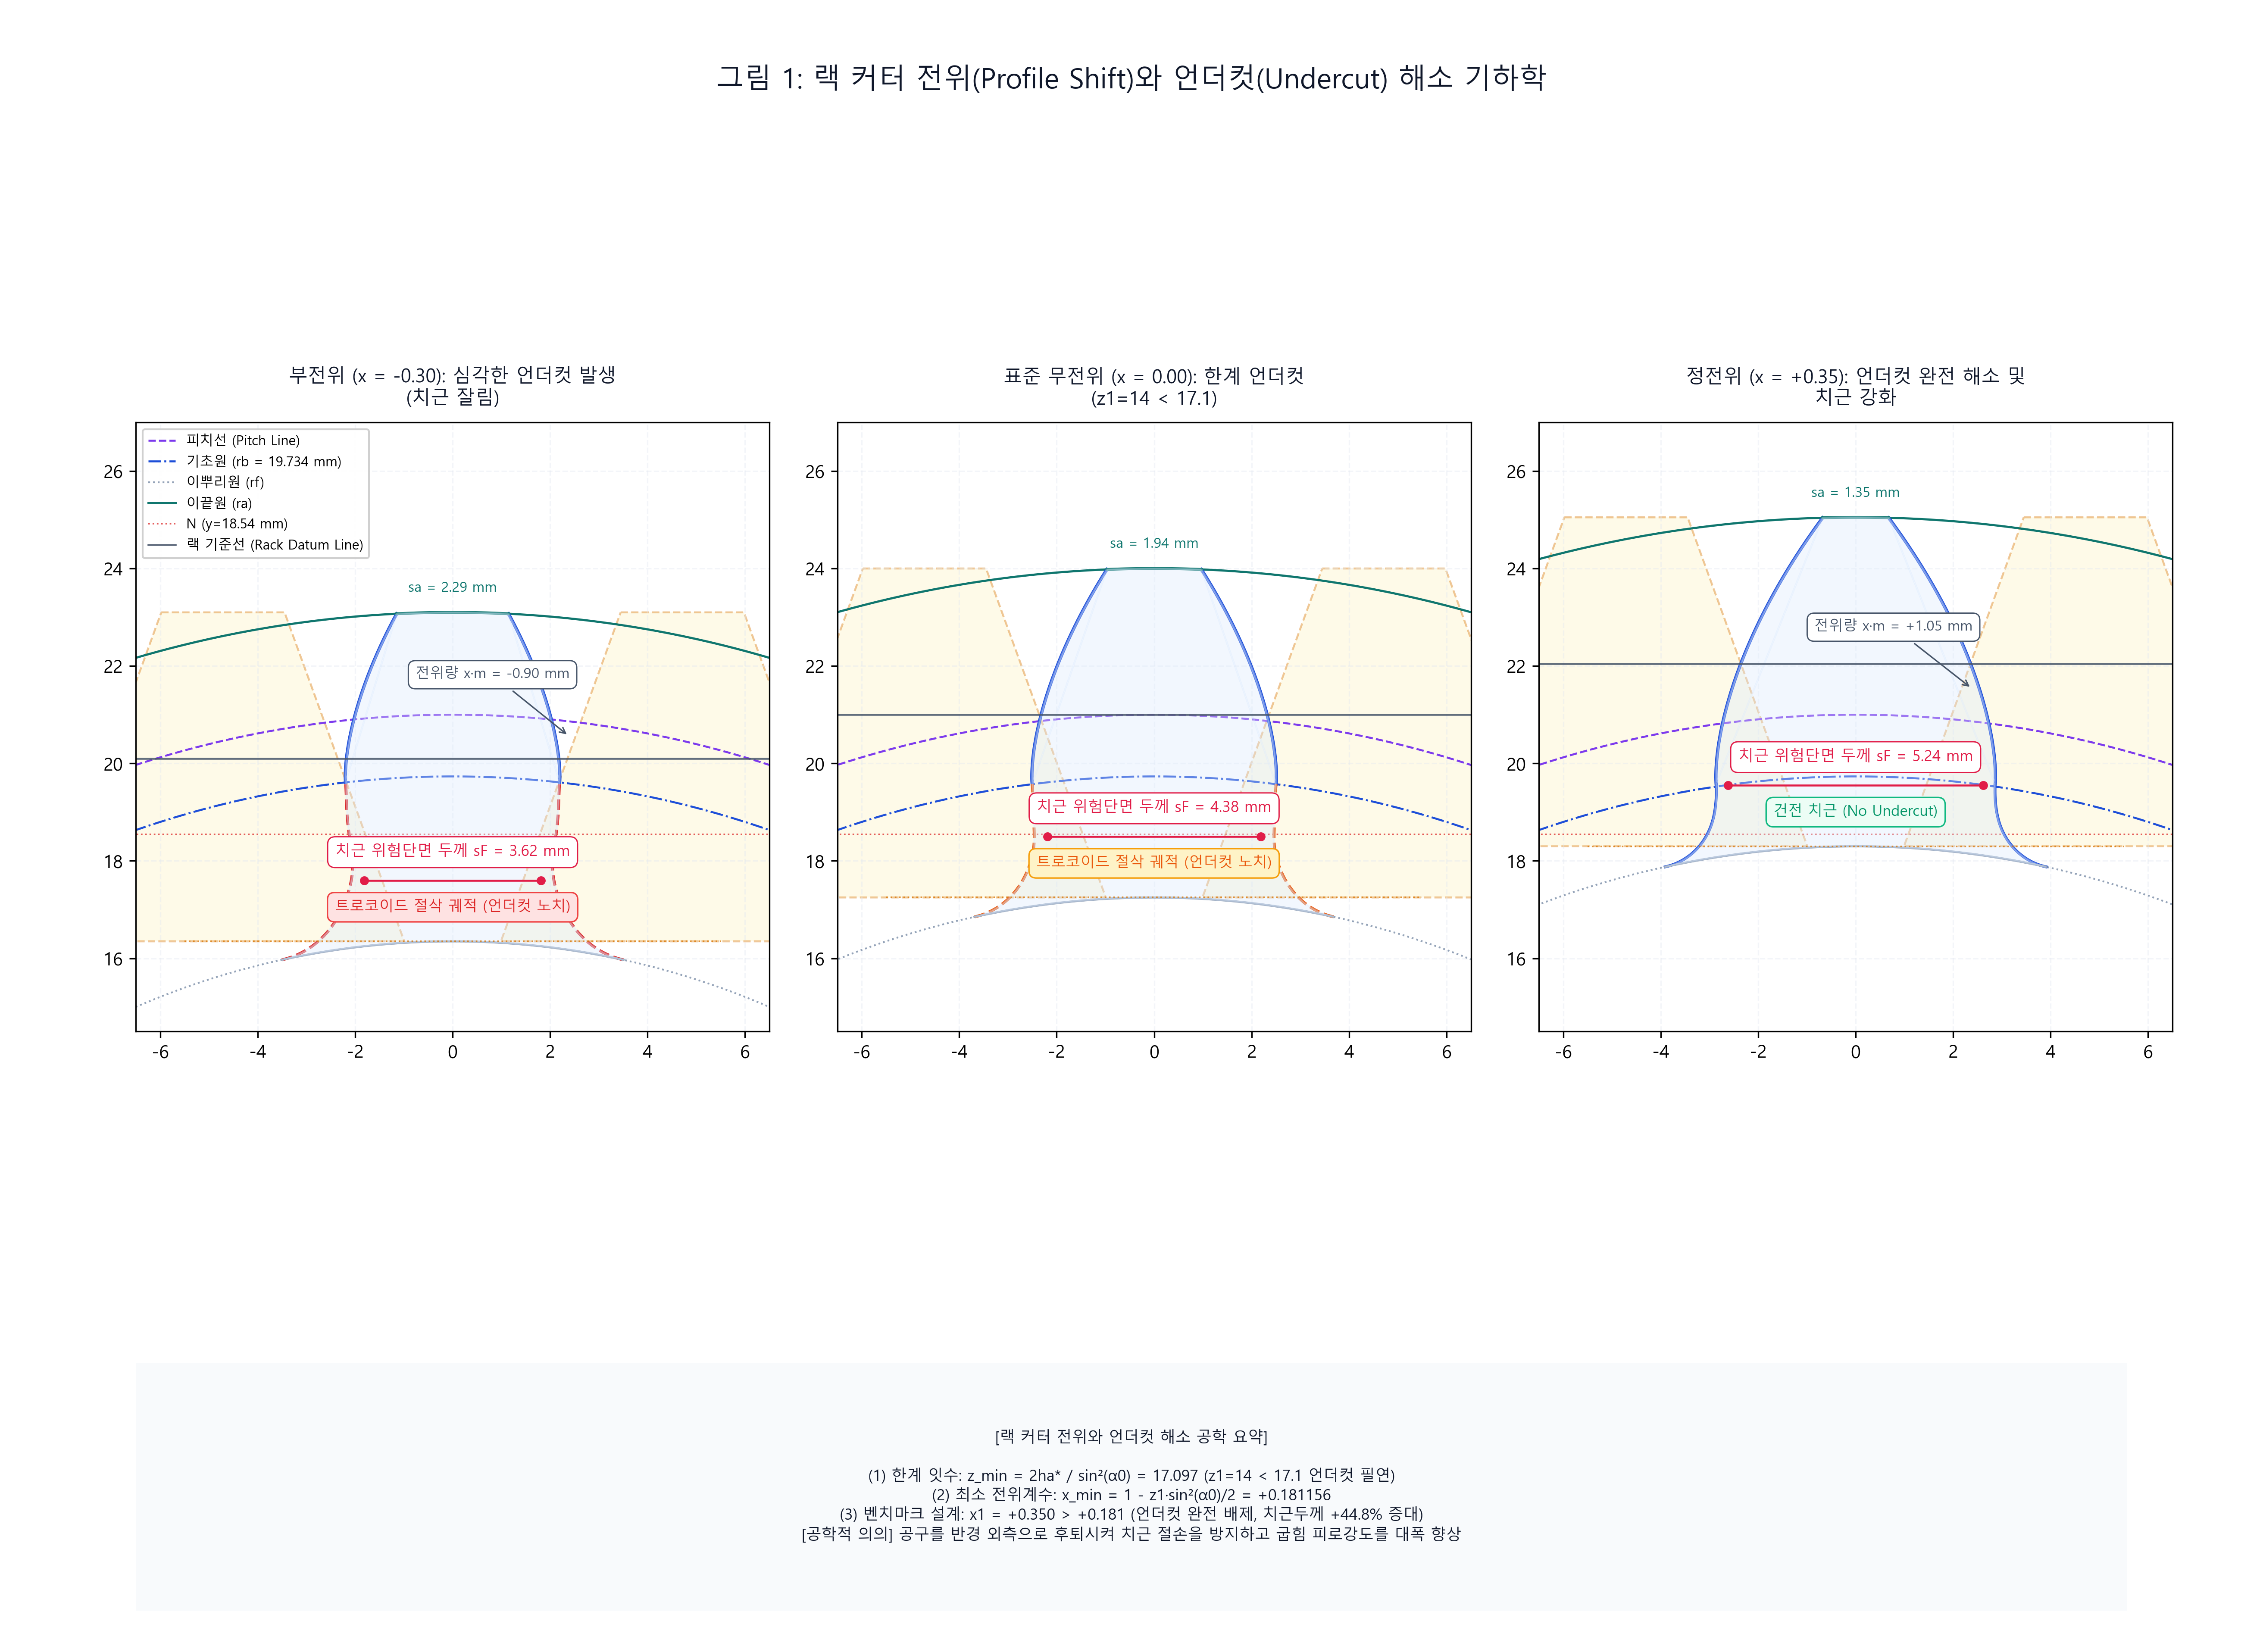 그림 1: 랙 커터 전위(Profile Shift)와 언더컷(Undercut) 해소 기하학
부전위 (x = -0.30): 심각한 언더컷 발생
(치근 잘림)
피치선 (Pitch Line)
기초원 (rb = 19.734 mm)
이뿌리원 (rf)
이끝원 (ra)
N (y=18.54 mm)
랙 기준선 (Rack Datum Line)
sa = 2.29 mm
전위량 x·m = -0.90 mm
치근 위험단면 두께 sF = 3.62 mm
트로코이드 절삭 궤적 (언더컷 노치)
26
24
22
20
18
16
-6 -4 -2 0 2 4 6
표준 무전위 (x = 0.00): 한계 언더컷
(z1=14 < 17.1)
sa = 1.94 mm
치근 위험단면 두께 sF = 4.38 mm
트로코이드 절삭 궤적 (언더컷 노치)
26
24
22
20
18
16
-6 -4 -2 0 2 4 6
정전위 (x = +0.35): 언더컷 완전 해소 및
치근 강화
sa = 1.35 mm
전위량 x·m = +1.05 mm
치근 위험단면 두께 sF = 5.24 mm
건전 치근 (No Undercut)
26
24
22
20
18
16
-6 -4 -2 0 2 4 6
[랙 커터 전위와 언더컷 해소 공학 요약]
(1) 한계 잇수: z_min = 2ha* / sin²(α0) = 17.097 (z1=14 < 17.1 언더컷 필연)
(2) 최소 전위계수: x_min = 1 - z1·sin²(α0)/2 = +0.181156
(3) 벤치마크 설계: x1 = +0.350 > +0.181 (언더컷 완전 배제, 치근두께 +44.8% 증대)
[공학적 의의] 공구를 반경 외측으로 후퇴시켜 치근 절손을 방지하고 굽힘 피로강도를 대폭 향상